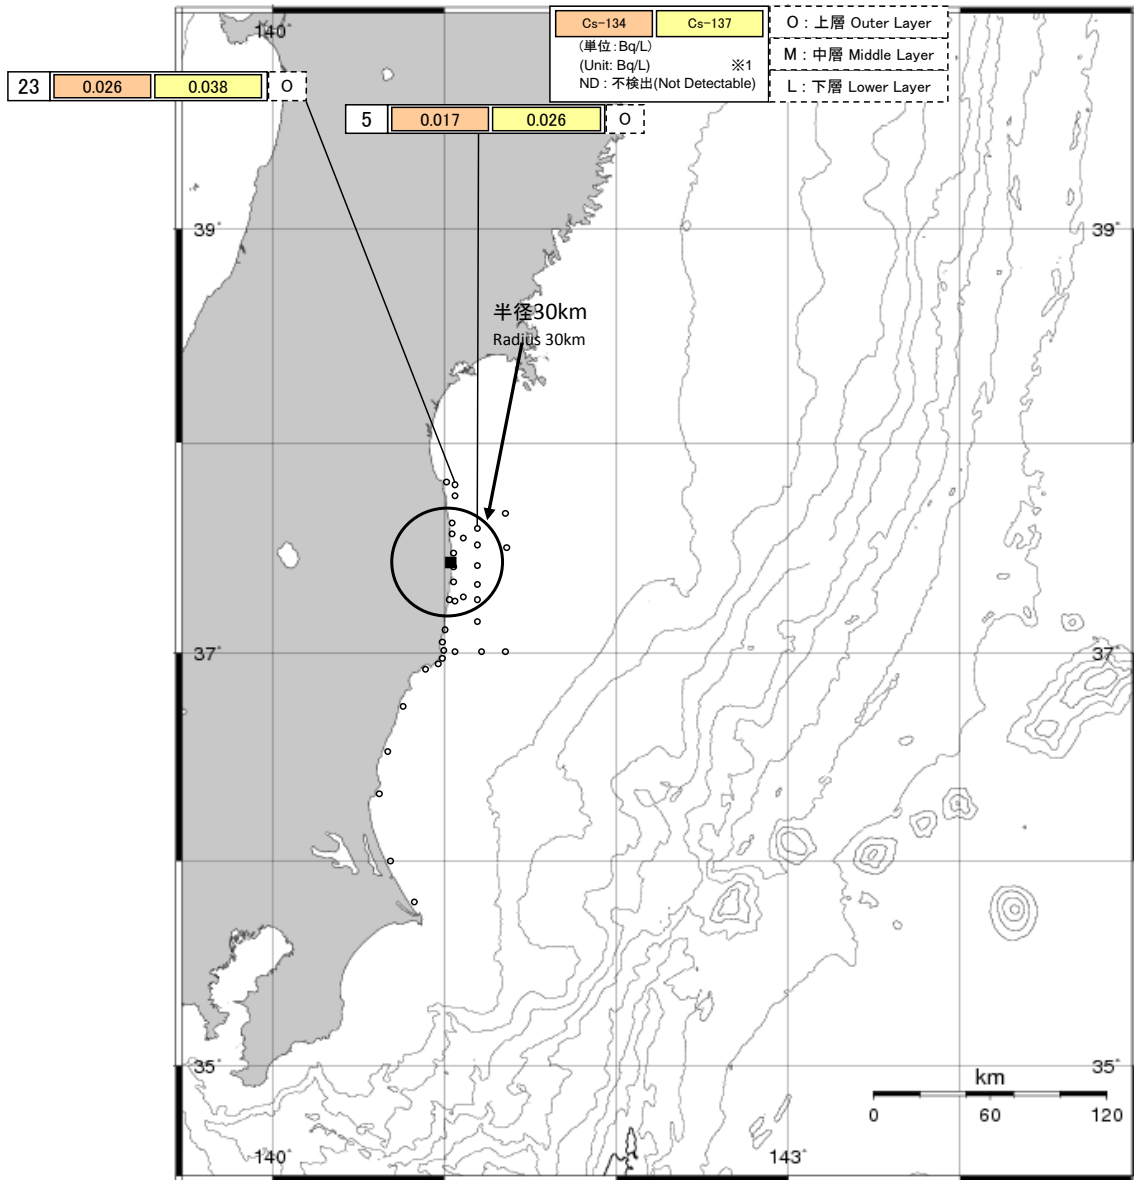 140°
Cs-134 Cs-137
(単位:Bq/L)
(Unit: Bq/L) ※1
ND:不検出(Not Detectable)
O:上層 Outer Layer
M:中層 Middle Layer
L:下層 Lower Layer
23 0.026 0.038 O
5 0.017 0.026 O
39° 39°
半径30km
Radius 30km
37° 37°
35° 35°
km
0 60 120
140° 143°